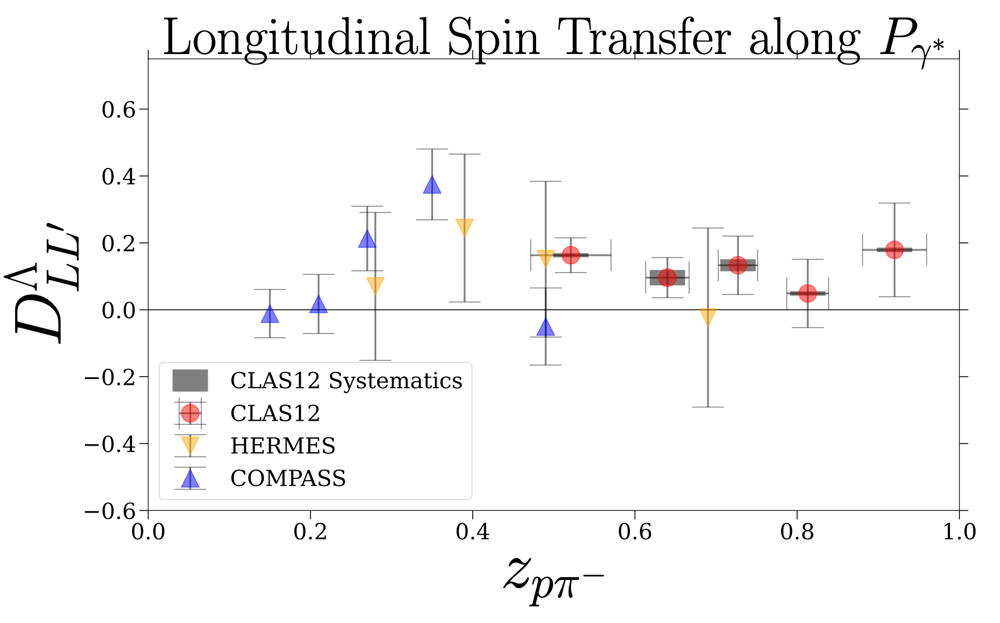 Longitudinal Spin Transfer along P_γ*
D^Λ_LL′
0.6
0.4
0.2
0.0
−0.2
−0.4
−0.6
CLAS12 Systematics
CLAS12
HERMES
COMPASS
0.0 0.2 0.4 0.6 0.8 1.0
z_pπ⁻